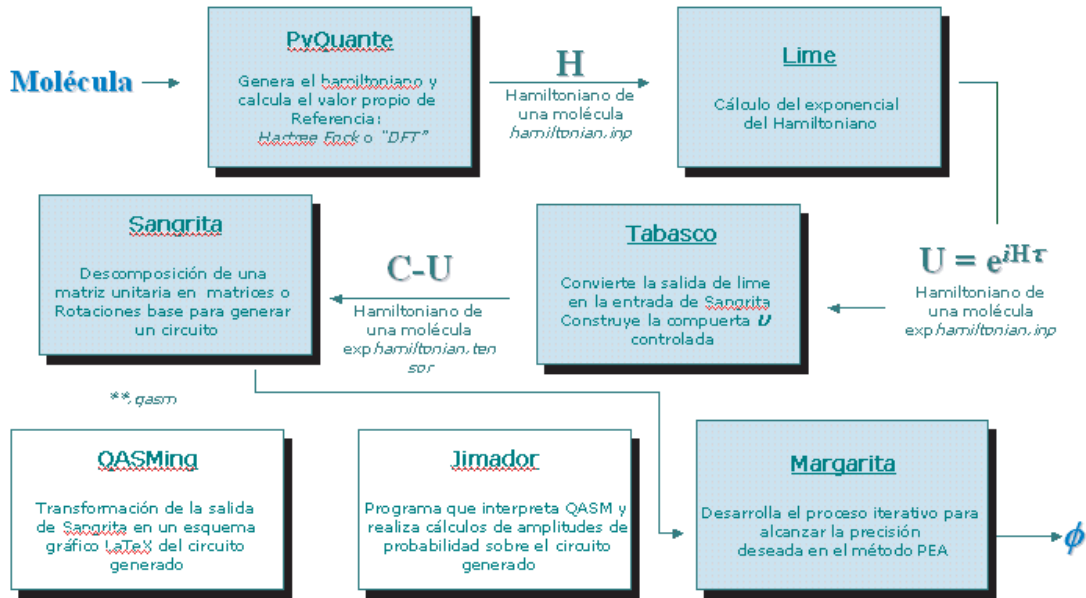 Molécula
PyQuante
Genera el hamiltoniano y
calcula el valor propio de
Referencia:
Hartree Fock o "DFT"
H
Hamiltoniano de
una molécula
hamiltonian.inp
Lime
Cálculo del exponencial
del Hamiltoniano
Sangrita
Descomposición de una
matriz unitaria en matrices o
Rotaciones base para generar
un circuito
C-U
Hamiltoniano de
una molécula
exphamiltonian.ten
sor
Tabasco
Convierte la salida de lime
en la entrada de Sangrita
Construye la compuerta U
controlada
U = e^iHτ
Hamiltoniano de
una molécula
exphamiltonian.inp
**.qasm
QASMing
Transformación de la salida
de Sangrita en un esquema
gráfico LaTeX del circuito
generado
Jimador
Programa que interpreta QASM y
realiza cálculos de amplitudes de
probabilidad sobre el circuito
generado
Margarita
Desarrolla el proceso iterativo para
alcanzar la precisión
deseada en el método PEA
ϕ